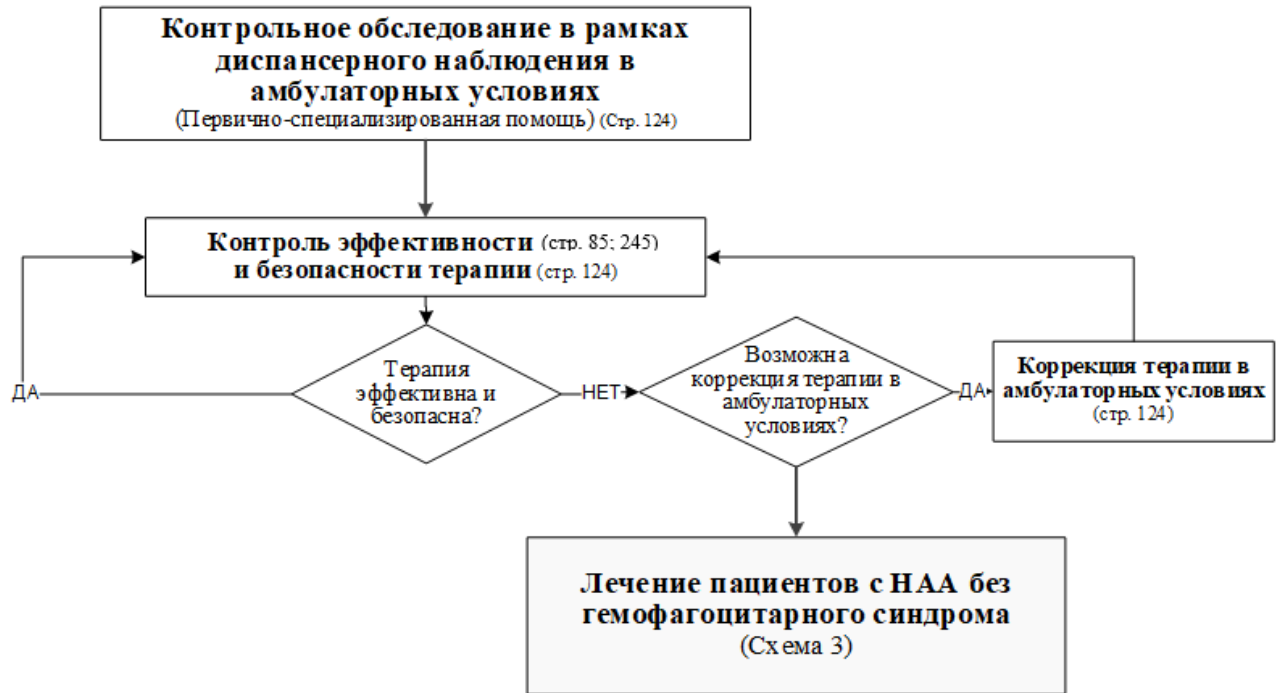 Контрольное обследование в рамках
диспансерного наблюдения в
амбулаторных условиях
(Первично-специализированная помощь) (Стр. 124)
Контроль эффективности (стр. 85; 245)
и безопасности терапии (стр. 124)
ДА
Терапия
эффективна и
безопасна?
НЕТ
Возможна
коррекция терапии в
амбулаторных
условиях?
ДА
Коррекция терапии в
амбулаторных условиях
(стр. 124)
Лечение пациентов с НАА без
гемофагоцитарного синдрома
(Схема 3)